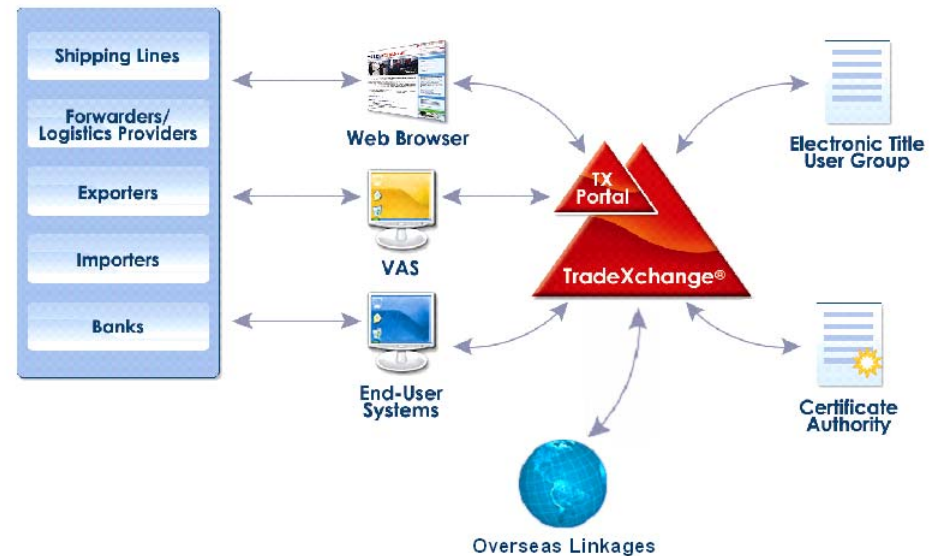 Shipping Lines
Forwarders/
Logistics Providers
Exporters
Importers
Banks
Web Browser
VAS
End-User
Systems
TX
Portal
TradeXchange®
Electronic Title
User Group
Certificate
Authority
Overseas Linkages